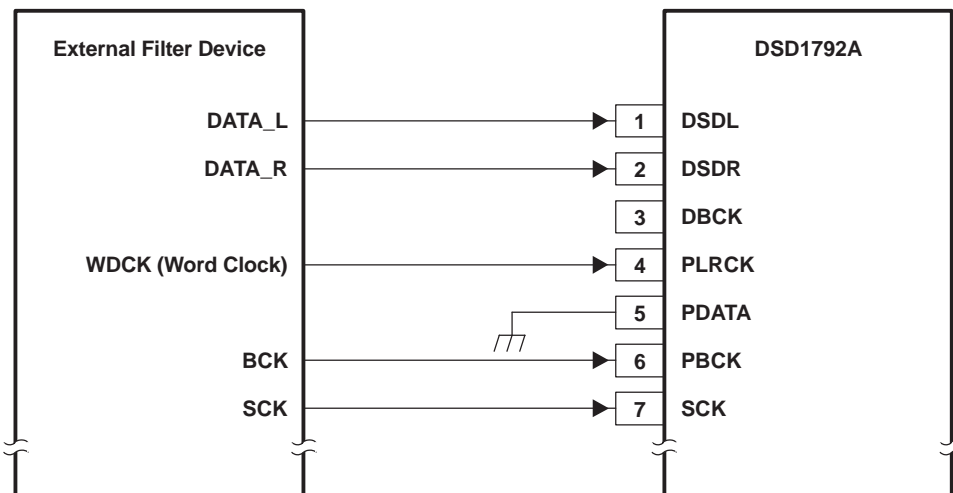 External Filter Device DSD1792A
DATA_L 1 DSDL
DATA_R 2 DSDR
3 DBCK
WDCK (Word Clock) 4 PLRCK
5 PDATA
BCK 6 PBCK
SCK 7 SCK